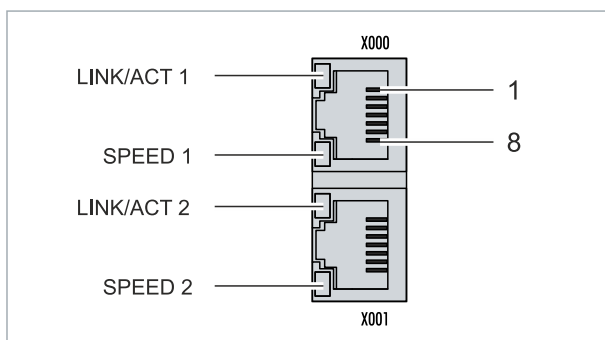 X000
LINK/ACT 1
1
8
SPEED 1
LINK/ACT 2
SPEED 2
X001